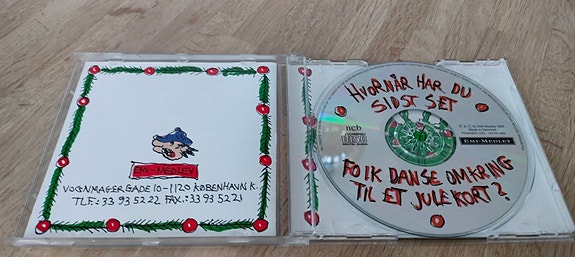 EMI-MEDLEY
VOGNMAGERGADE 10-1120 KØBENHAVN K.
TLF.: 33 93 52 22 FAX.: 33 93 52 21
HVORNÅR HAR DU
SIDST SET
ncb
EMI-MEDLEY
FOLK DANSE OMKRING
TIL ET JULEKORT?